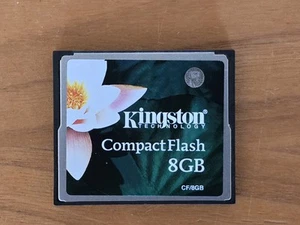 Kingston
TECHNOLOGY
CompactFlash
8GB
CF/8GB